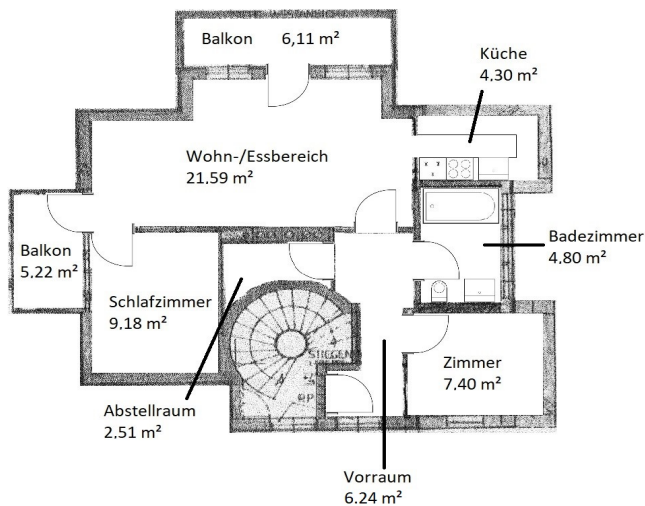 Balkon 6,11 m²
Küche
4,30 m²
Wohn-/Essbereich
21,59 m²
Balkon
5,22 m²
Badezimmer
4,80 m²
Schlafzimmer
9,18 m²
Zimmer
7,40 m²
Abstellraum
2,51 m²
Vorraum
6.24 m²